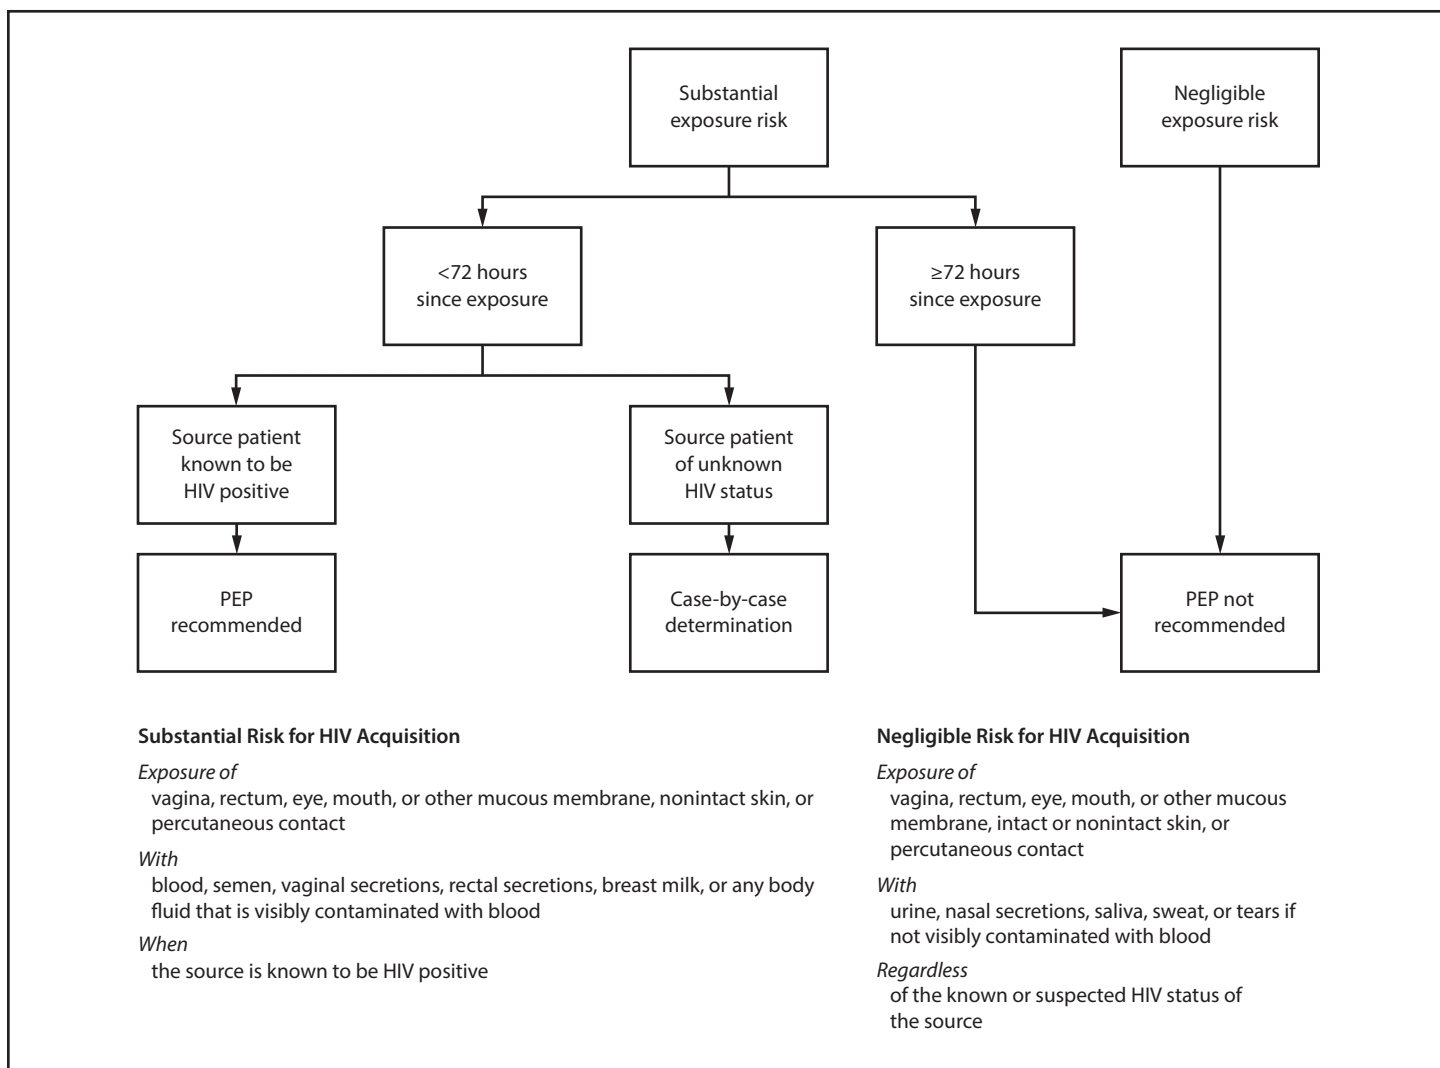 Substantial
exposure risk
Negligible
exposure risk
<72 hours
since exposure
≥72 hours
since exposure
Source patient
known to be
HIV positive
Source patient
of unknown
HIV status
PEP
recommended
Case-by-case
determination
PEP not
recommended
Substantial Risk for HIV Acquisition
Exposure of
vagina, rectum, eye, mouth, or other mucous membrane, nonintact skin, or
percutaneous contact
With
blood, semen, vaginal secretions, rectal secretions, breast milk, or any body
fluid that is visibly contaminated with blood
When
the source is known to be HIV positive
Negligible Risk for HIV Acquisition
Exposure of
vagina, rectum, eye, mouth, or other mucous
membrane, intact or nonintact skin, or
percutaneous contact
With
urine, nasal secretions, saliva, sweat, or tears if
not visibly contaminated with blood
Regardless
of the known or suspected HIV status of
the source